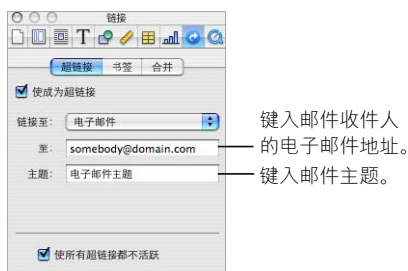 链接
超链接 书签 合并
使成为超链接
链接至: 电子邮件
至: somebody@domain.com
主题: 电子邮件主题
使所有超链接都不活跃
键入邮件收件人
的电子邮件地址。
键入邮件主题。